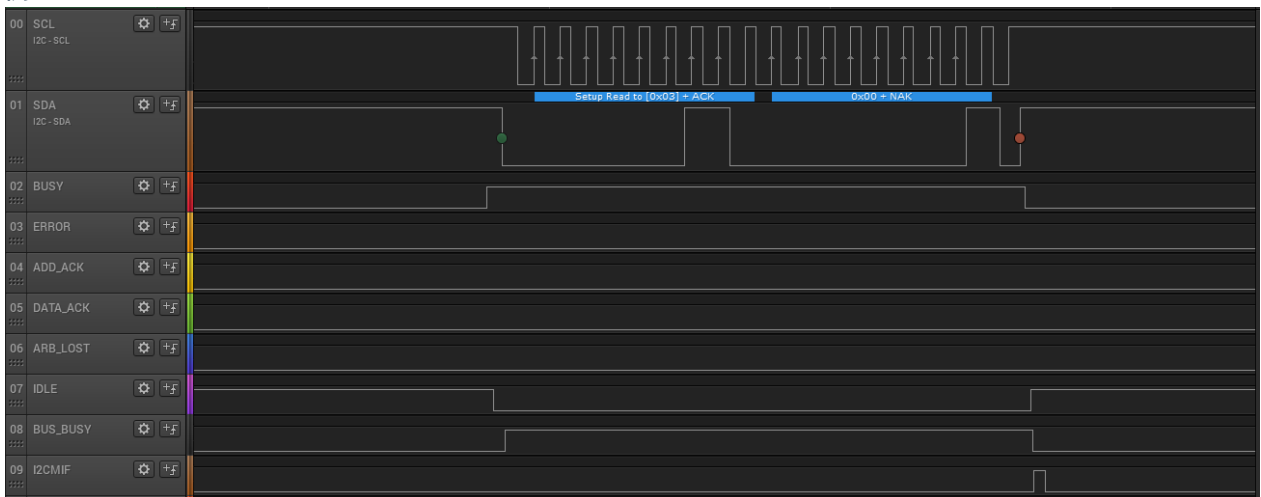 00 SCL
I2C - SCL
Setup Read to [0x03] + ACK
0x00 + NAK
01 SDA
I2C - SDA
02 BUSY
03 ERROR
04 ADD_ACK
05 DATA_ACK
06 ARB_LOST
07 IDLE
08 BUS_BUSY
09 I2CMIF